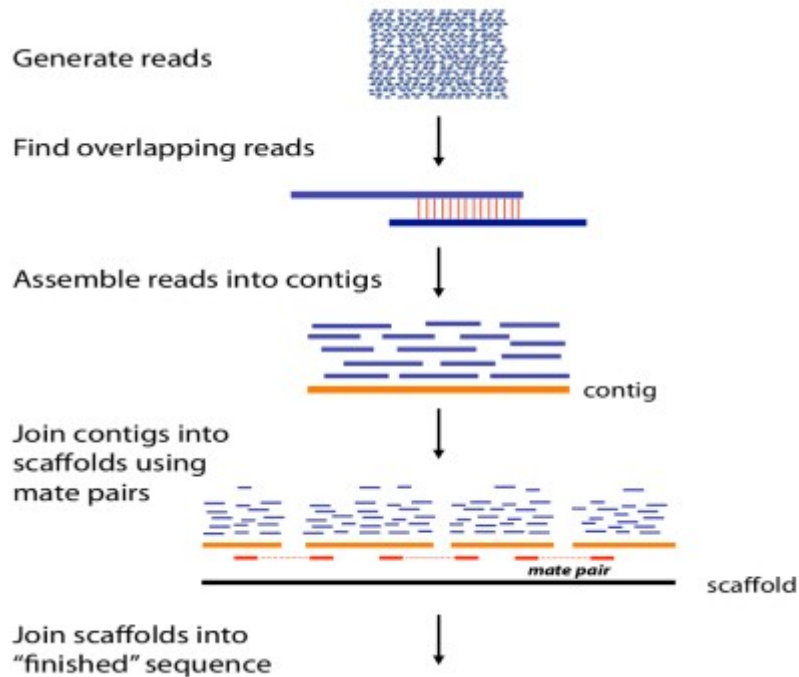 Generate reads
Find overlapping reads
Assemble reads into contigs
contig
Join contigs into
scaffolds using
mate pairs
mate pair
scaffold
Join scaffolds into
“finished” sequence